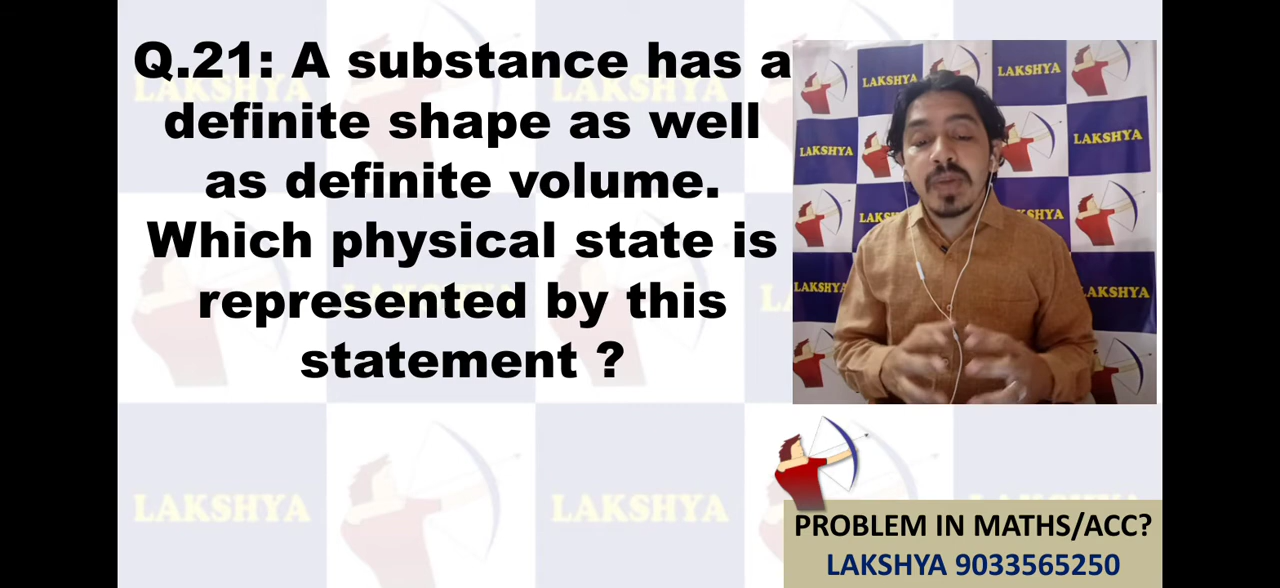 Q.21: A substance has a
definite shape as well
as definite volume.
Which physical state is
represented by this
statement ?
LAKSHYA
LAKSHYA
LAKSHYA
LAKSHYA
LAKSHYA
LAKSHYA
LAKSHYA
LAKSHYA
LAKSHYA
PROBLEM IN MATHS/ACC?
LAKSHYA 9033565250